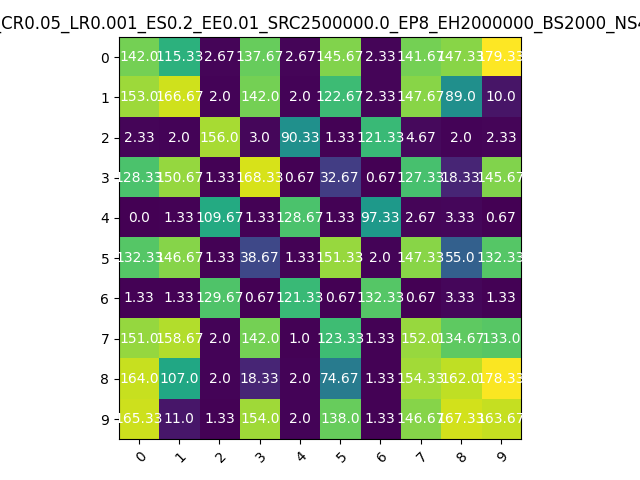 _CR0.05_LR0.001_ES0.2_EE0.01_SRC2500000.0_EP8_EH2000000_BS2000_NS4
0 142.0 115.33 2.67 137.67 2.67 145.67 2.33 141.67 147.33 179.33
1 153.0 166.67 2.0 142.0 2.0 122.67 2.33 147.67 89.0 10.0
2 2.33 2.0 156.0 3.0 90.33 1.33 121.33 4.67 2.0 2.33
3 128.33 150.67 1.33 168.33 0.67 32.67 0.67 127.33 18.33 145.67
4 0.0 1.33 109.67 1.33 128.67 1.33 97.33 2.67 3.33 0.67
5 132.33 146.67 1.33 38.67 1.33 151.33 2.0 147.33 55.0 132.33
6 1.33 1.33 129.67 0.67 121.33 0.67 132.33 0.67 3.33 1.33
7 151.0 158.67 2.0 142.0 1.0 123.33 1.33 152.0 134.67 133.0
8 164.0 107.0 2.0 18.33 2.0 74.67 1.33 154.33 162.0 178.33
9 165.33 11.0 1.33 154.0 2.0 138.0 1.33 146.67 167.33 163.67
0 1 2 3 4 5 6 7 8 9